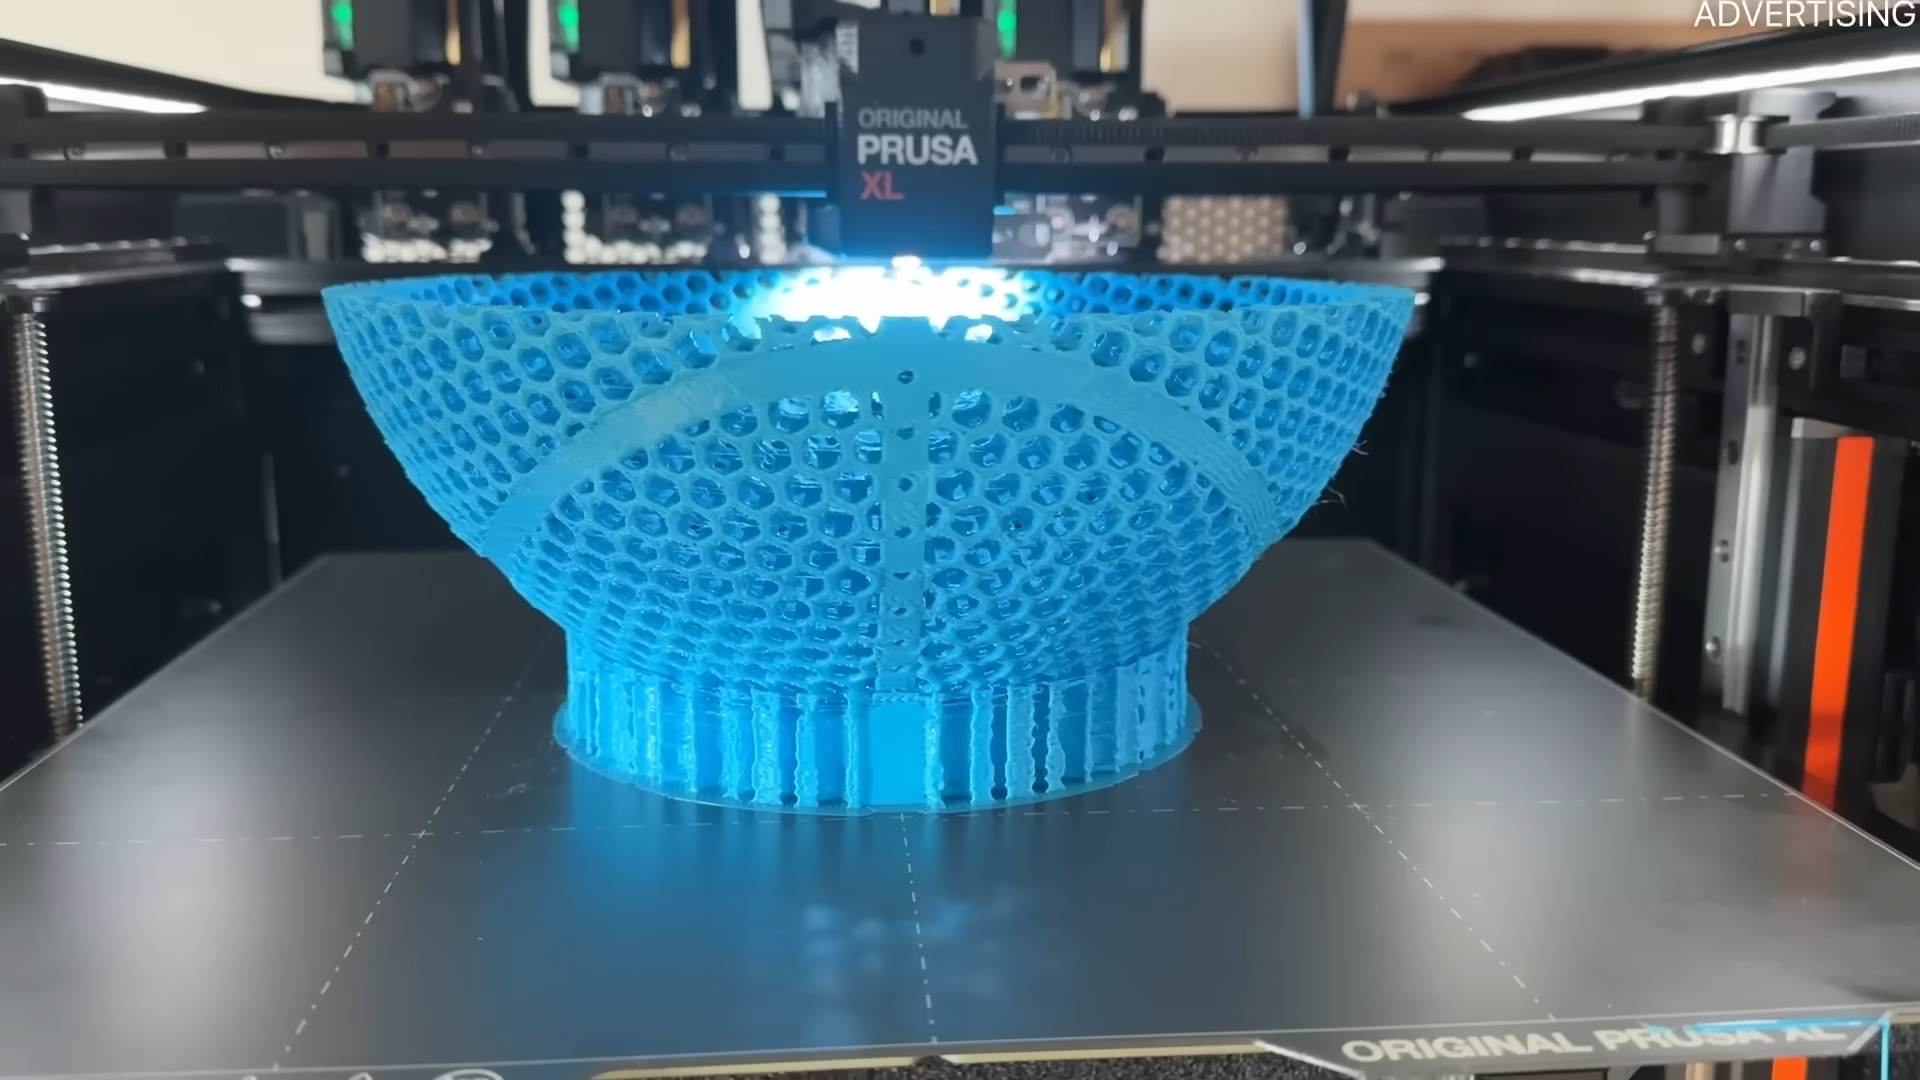 ADVERTISING
ORIGINAL
PRUSA
XL
ORIGINAL PRUSA XL